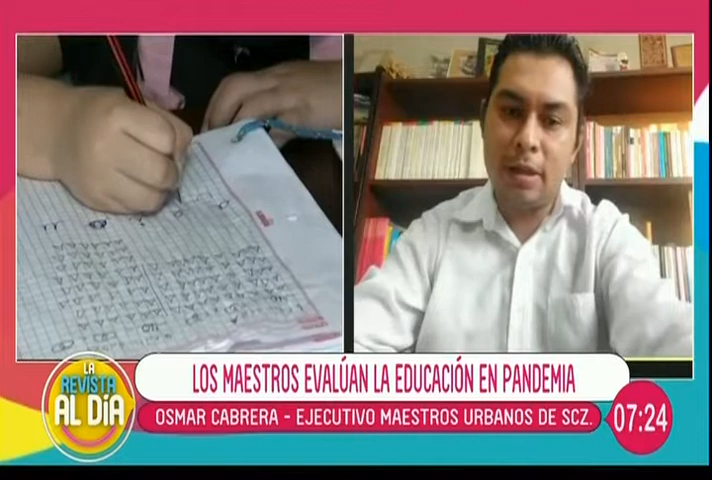 LOS MAESTROS EVALÚAN LA EDUCACIÓN EN PANDEMIA
OSMAR CABRERA - EJECUTIVO MAESTROS URBANOS DE SCZ.
07:24
LA
REVISTA
AL DÍA